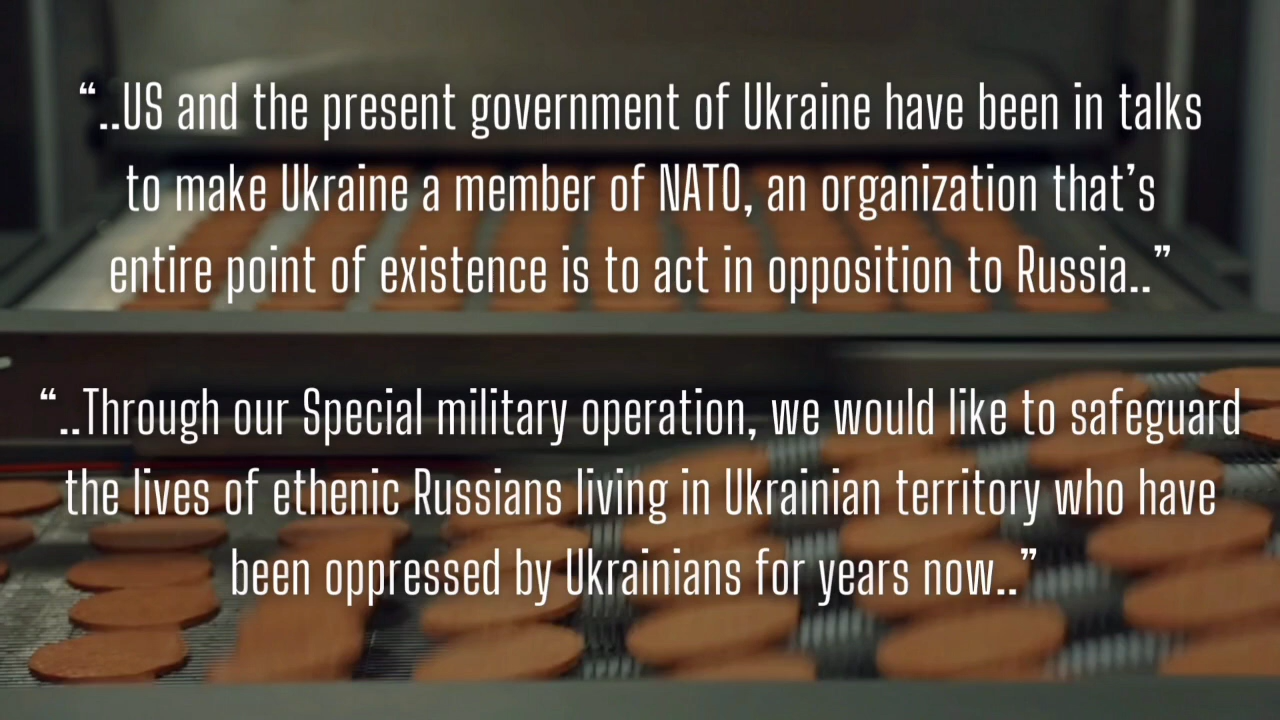 “..US and the present government of Ukraine have been in talks
to make Ukraine a member of NATO, an organization that’s
entire point of existence is to act in opposition to Russia..”
“..Through our Special military operation, we would like to safeguard
the lives of ethenic Russians living in Ukrainian territory who have
been oppressed by Ukrainians for years now..”